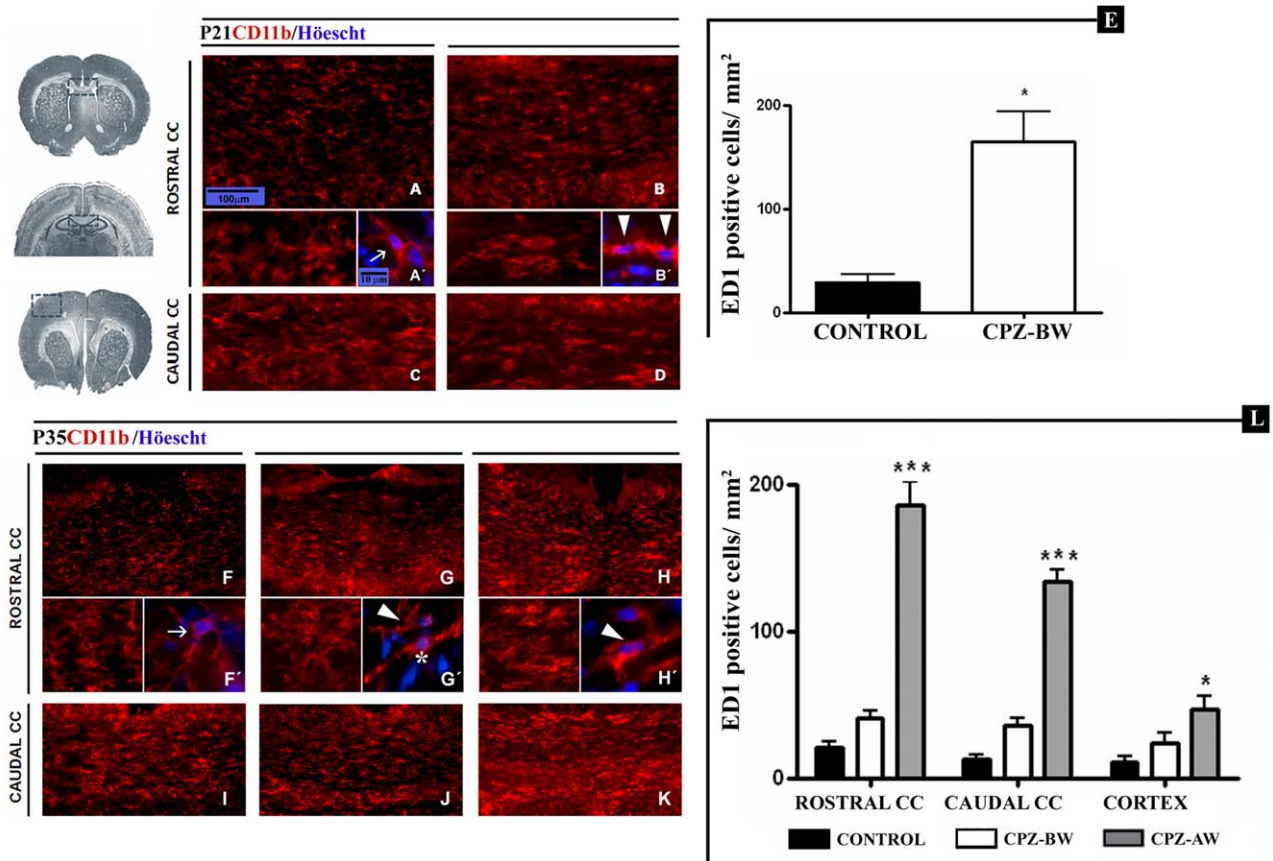 P21CD11b/Höescht
ROSTRAL CC
A
B
100µm
A´
10 µm
B´
CAUDAL CC
C
D
E
ED1 positive cells/ mm²
200
100
0
*
CONTROL
CPZ-BW
P35CD11b/Höescht
ROSTRAL CC
F
G
H
F´
*
G´
H´
CAUDAL CC
I
J
K
L
ED1 positive cells/ mm²
200
100
0
***
***
*
ROSTRAL CC
CAUDAL CC
CORTEX
CONTROL
CPZ-BW
CPZ-AW